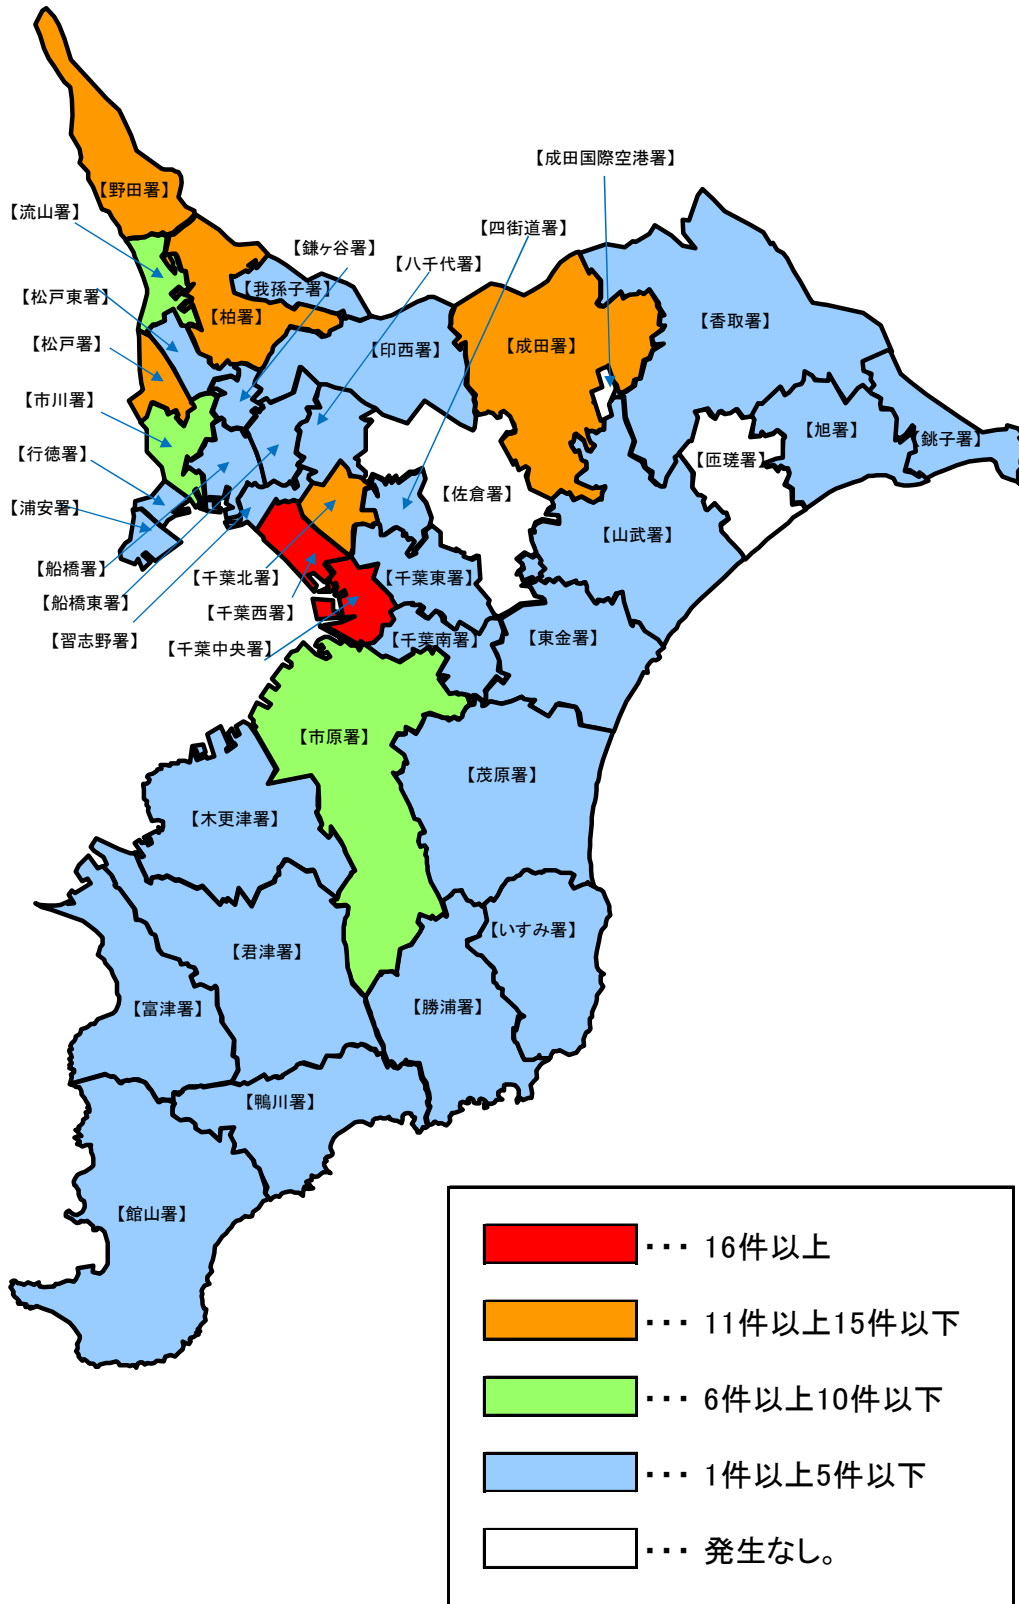 【成田国際空港署】
【野田署】
【流山署】
【四街道署】
【鎌ヶ谷署】
【八千代署】
【我孫子署】
【松戸東署】
【柏署】
【香取署】
【松戸署】
【印西署】
【成田署】
【市川署】
【旭署】
【銚子署】
【行徳署】
【匝瑳署】
【佐倉署】
【浦安署】
【山武署】
【船橋署】
【千葉北署】
【千葉東署】
【船橋東署】
【千葉西署】
【習志野署】
【千葉中央署】
【千葉南署】
【東金署】
【市原署】
【茂原署】
【木更津署】
【いすみ署】
【君津署】
【富津署】
【勝浦署】
【鴨川署】
【館山署】
・・・ 16件以上
・・・ 11件以上15件以下
・・・ 6件以上10件以下
・・・ 1件以上5件以下
・・・ 発生なし。